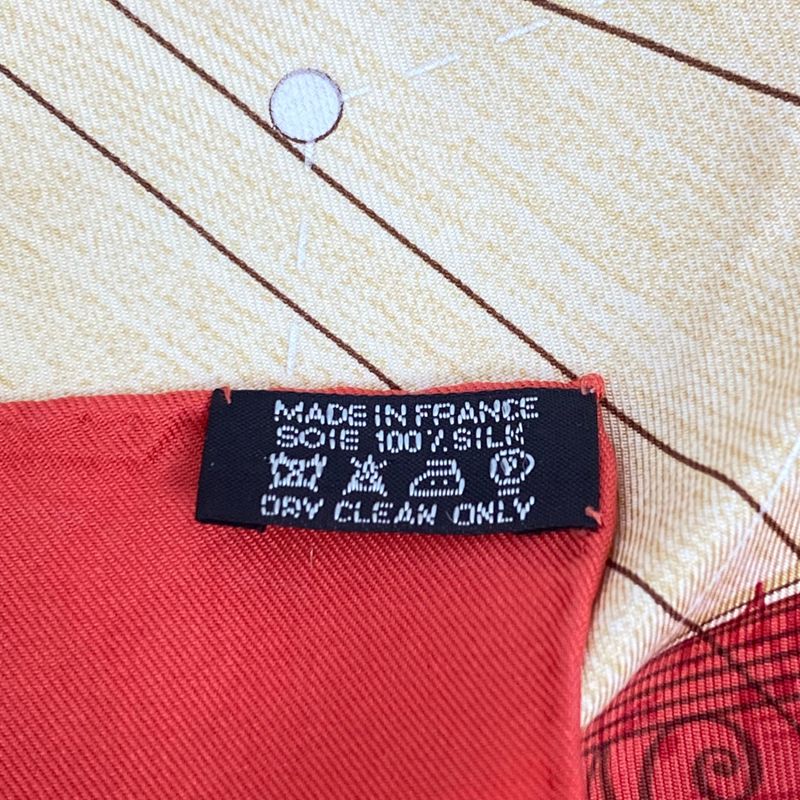 MADE IN FRANCE
SOIE 100% SILK
DRY CLEAN ONLY